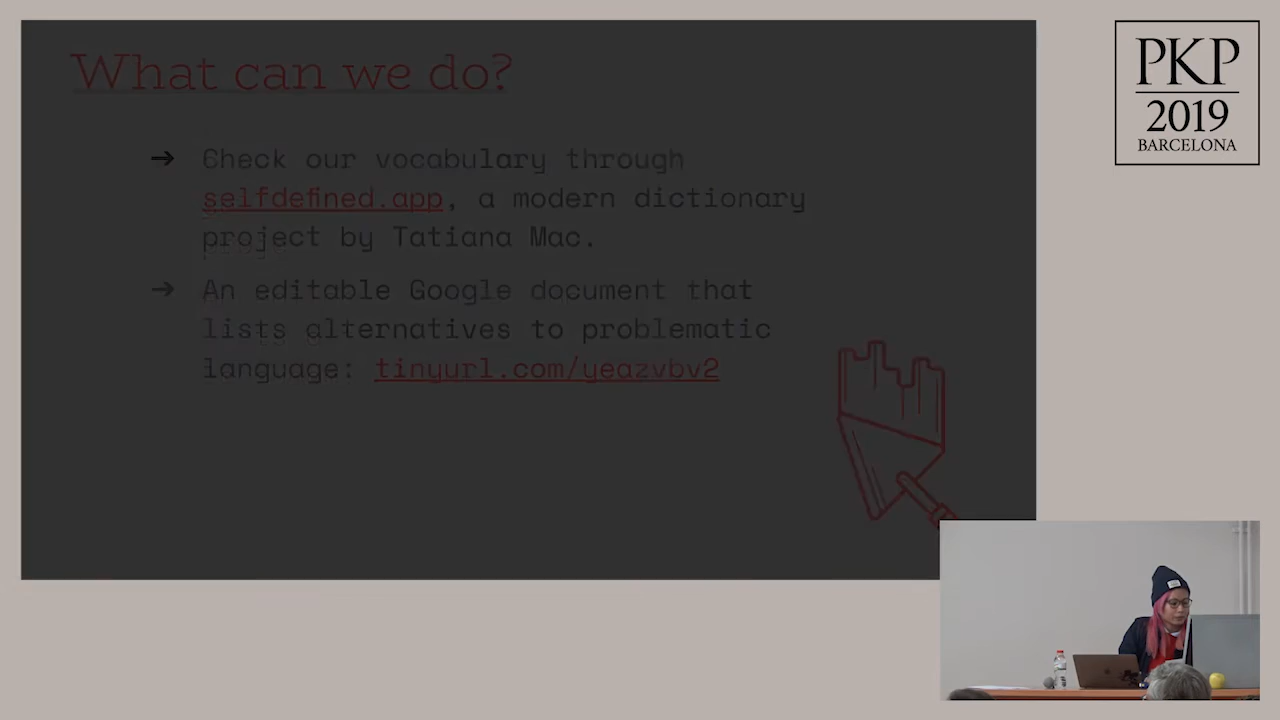 What can we do?
➔ Check our vocabulary through
selfdefined.app, a modern dictionary
project by Tatiana Mac.
➔ An editable Google document that
lists alternatives to problematic
language: tinyurl.com/yeazvbv2
PKP
2019
BARCELONA